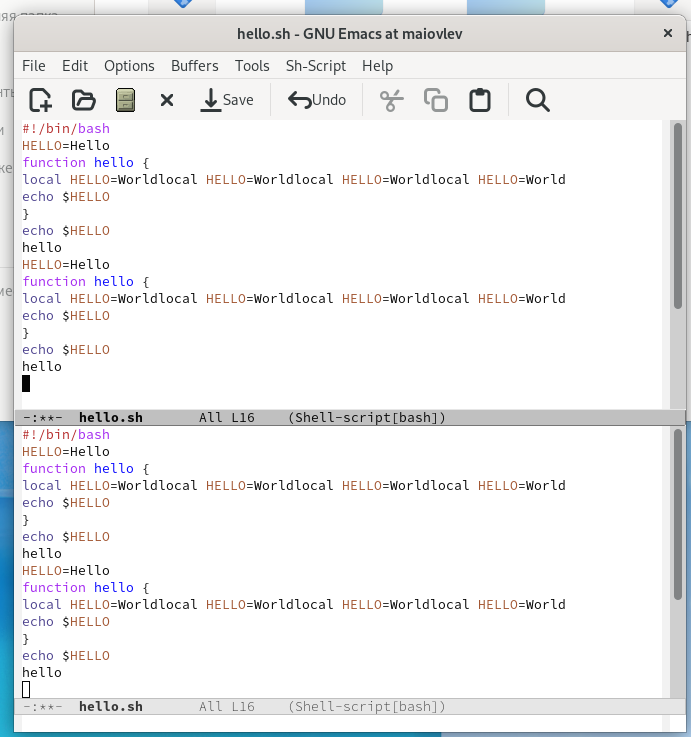 hello.sh - GNU Emacs at maiovlev
File Edit Options Buffers Tools Sh-Script Help
Save Undo
#!/bin/bash
HELLO=Hello
function hello {
local HELLO=Worldlocal HELLO=Worldlocal HELLO=Worldlocal HELLO=World
echo $HELLO
}
echo $HELLO
hello
HELLO=Hello
function hello {
local HELLO=Worldlocal HELLO=Worldlocal HELLO=Worldlocal HELLO=World
echo $HELLO
}
echo $HELLO
hello
-:**- hello.sh All L16 (Shell-script[bash])
#!/bin/bash
HELLO=Hello
function hello {
local HELLO=Worldlocal HELLO=Worldlocal HELLO=Worldlocal HELLO=World
echo $HELLO
}
echo $HELLO
hello
HELLO=Hello
function hello {
local HELLO=Worldlocal HELLO=Worldlocal HELLO=Worldlocal HELLO=World
echo $HELLO
}
echo $HELLO
hello
-:**- hello.sh All L16 (Shell-script[bash])